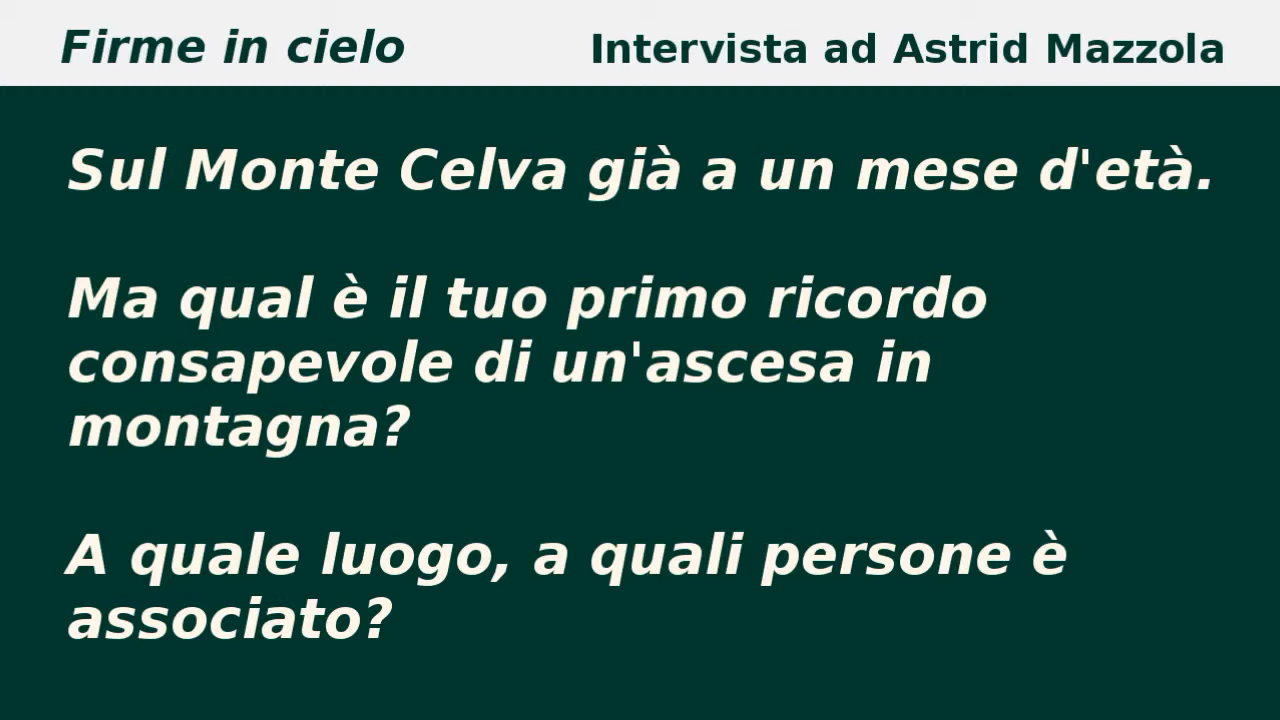 Firme in cielo
Intervista ad Astrid Mazzola
Sul Monte Celva già a un mese d'età.
Ma qual è il tuo primo ricordo
consapevole di un'ascesa in
montagna?
A quale luogo, a quali persone è
associato?